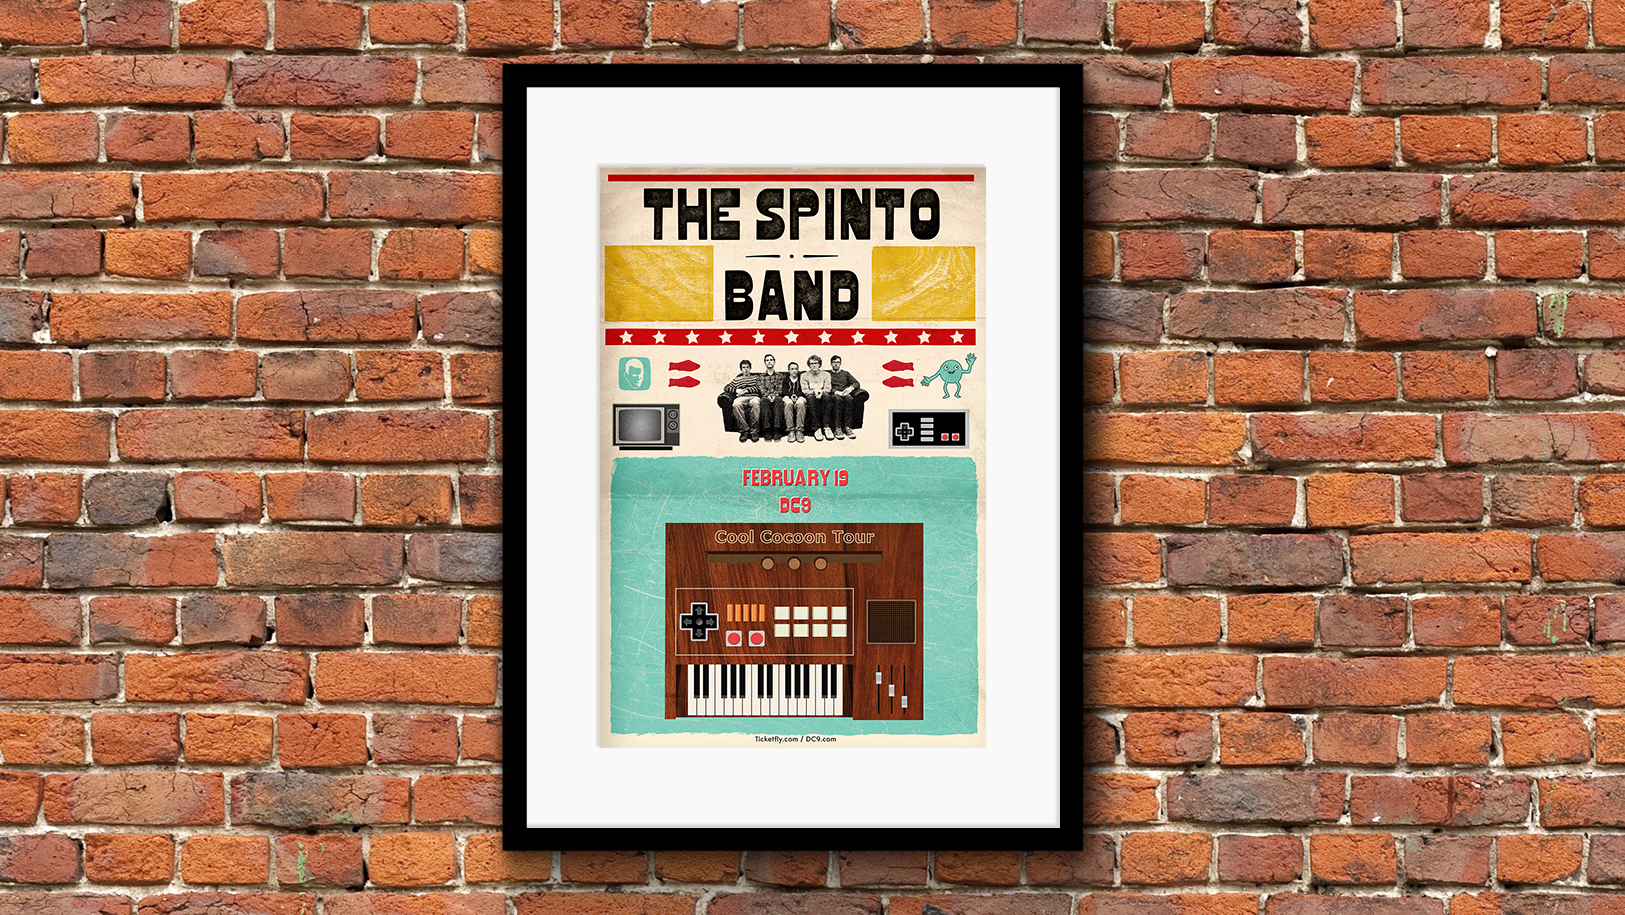 THE SPINTO
BAND
FEBRUARY 19
DC9
Cool Cocoon Tour
Ticketfly.com / DC9.com